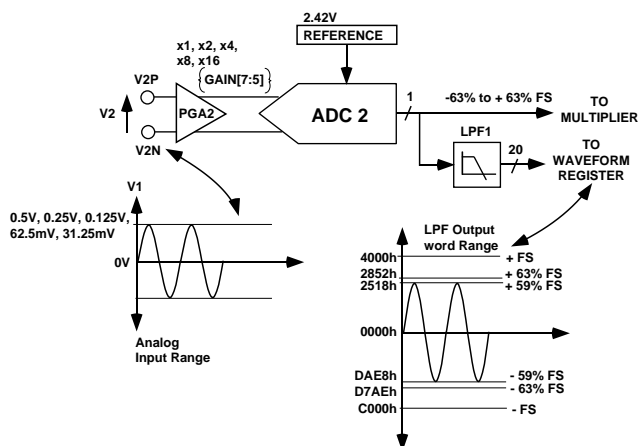 2.42V
REFERENCE
x1, x2, x4,
x8, x16
{GAIN[7:5]}
V2P
V2
PGA2
V2N
ADC 2
1
-63% to + 63% FS
TO
MULTIPLIER
LPF1
20
TO
WAVEFORM
REGISTER
V1
0.5V, 0.25V, 0.125V,
62.5mV, 31.25mV
0V
Analog
Input Range
LPF Output
word Range
4000h + FS
2852h + 63% FS
2518h + 59% FS
0000h
DAE8h - 59% FS
D7AEh - 63% FS
C000h - FS